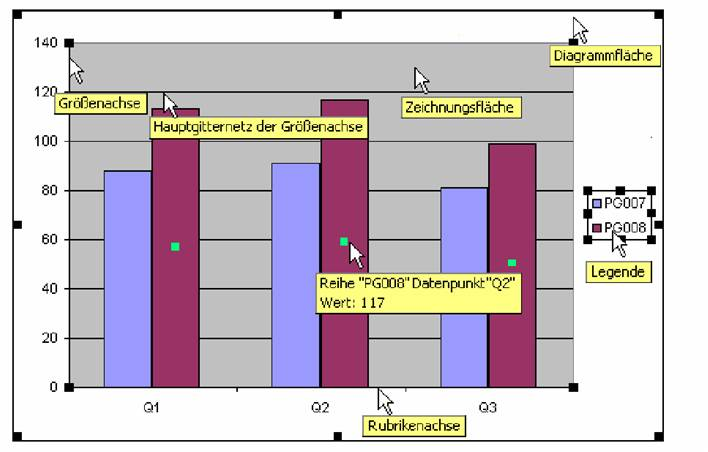 140
Diagrammfläche
120
Größenachse
Zeichnungsfläche
Hauptgitternetz der Größenachse
100
80
PG007
PG008
60
Legende
Reihe "PG008" Datenpunkt "Q2"
Wert: 117
40
20
0
Q1
Q2
Q3
Rubrikenachse